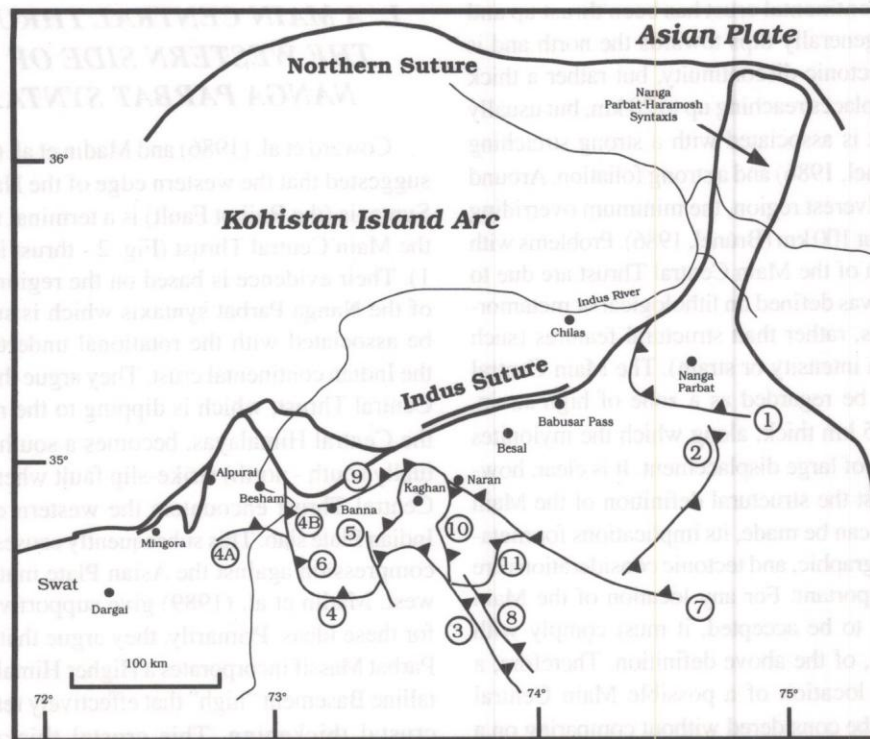 Asian Plate
Northern Suture
Nanga
Parbat-Haramosh
Syntaxis
36°
Kohistan Island Arc
Indus River
Chilas
Indus Suture
Nanga
Parbat
1
Babusar Pass
2
35°
Besal
Alpurai
9
Naran
Besham
Kaghan
4B
Banna
10
Mingora
4A
5
11
6
Swat
Dargai
4
7
3
8
100 km
72°
73°
74°
75°